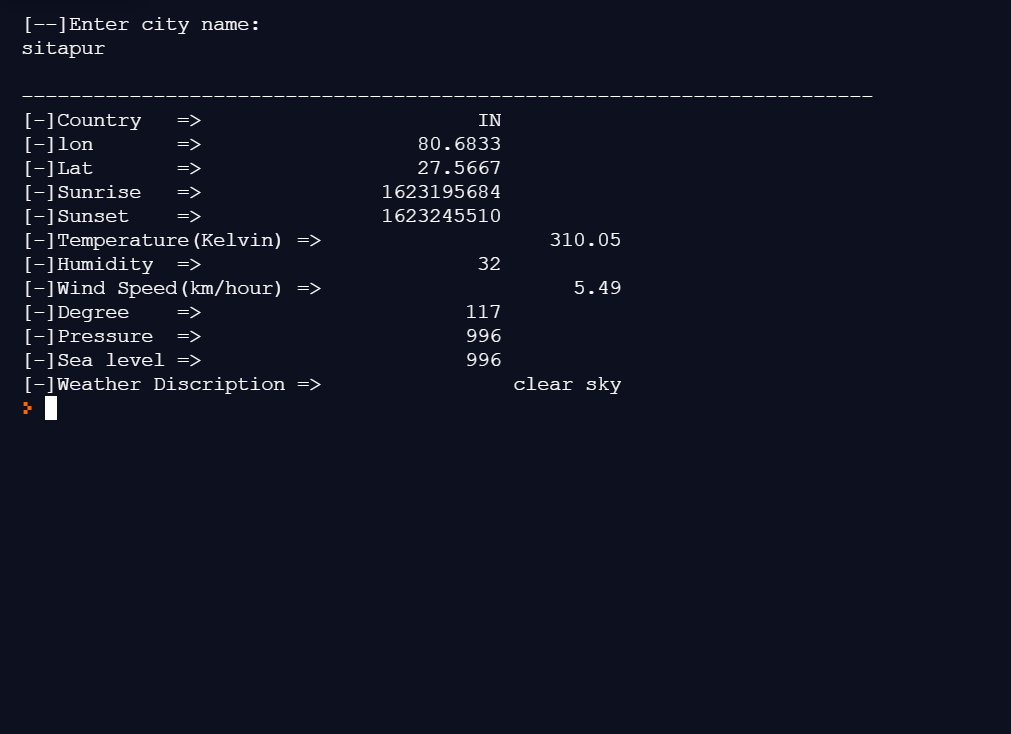 [--]Enter city name:
sitapur
-----------------------------------------------------------------------
[-]Country   =>                       IN
[-]lon       =>                  80.6833
[-]Lat       =>                  27.5667
[-]Sunrise   =>               1623195684
[-]Sunset    =>               1623245510
[-]Temperature(Kelvin) =>                   310.05
[-]Humidity  =>                       32
[-]Wind Speed(km/hour) =>                     5.49
[-]Degree    =>                      117
[-]Pressure  =>                      996
[-]Sea level =>                      996
[-]Weather Discription =>                clear sky
>